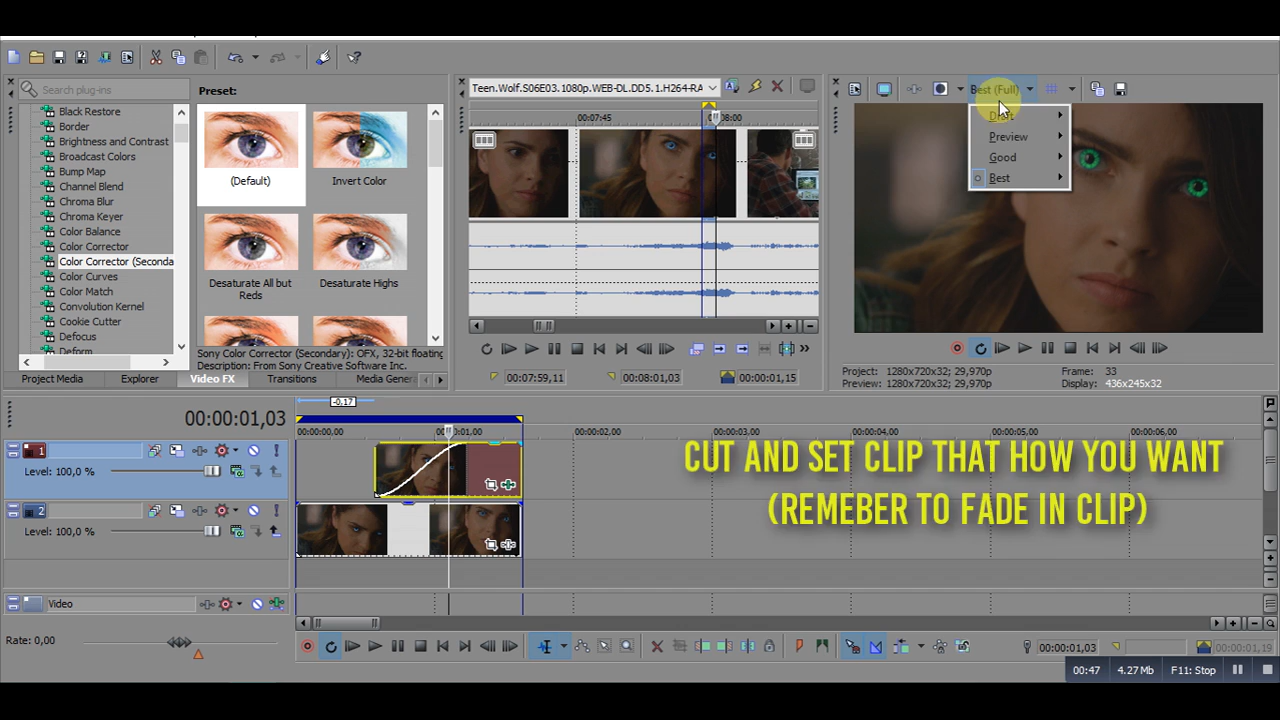 Search plug-ins
Black Restore
Border
Brightness and Contrast
Broadcast Colors
Bump Map
Channel Blend
Chroma Blur
Chroma Keyer
Color Balance
Color Corrector
Color Corrector (Seconda
Color Curves
Color Match
Convolution Kernel
Cookie Cutter
Defocus
Deform
Preset:
(Default)
Invert Color
Desaturate All but
Reds
Desaturate Highs
Sony Color Corrector (Secondary): OFX, 32-bit floating
Description: From Sony Creative Software Inc.
Project Media
Explorer
Video FX
Transitions
Media Gener
Teen.Wolf.S06E03.1080p.WEB-DL.DD5.1.H264-RA
00:07:45
00:07:59,11
00:08:01,03
00:00:01,15
Best (Full)
Draft
Preview
Good
Best
Project: 1280x720x32; 29,970p
Preview: 1280x720x32; 29,970p
Frame: 33
Display: 436x245x32
00:00:01,03
-0.17
00:00:00,00
00:00:02,00
00:00:03,00
00:00:04,00
00:00:05,00
00:00:06,00
1
Level: 100,0 %
2
Level: 100,0 %
CUT AND SET CLIP THAT HOW YOU WANT
(REMEBER TO FADE IN CLIP)
Video
Rate: 0,00
00:00:01,03
00:00:01,19
00:47
4.27 Mb
F11: Stop